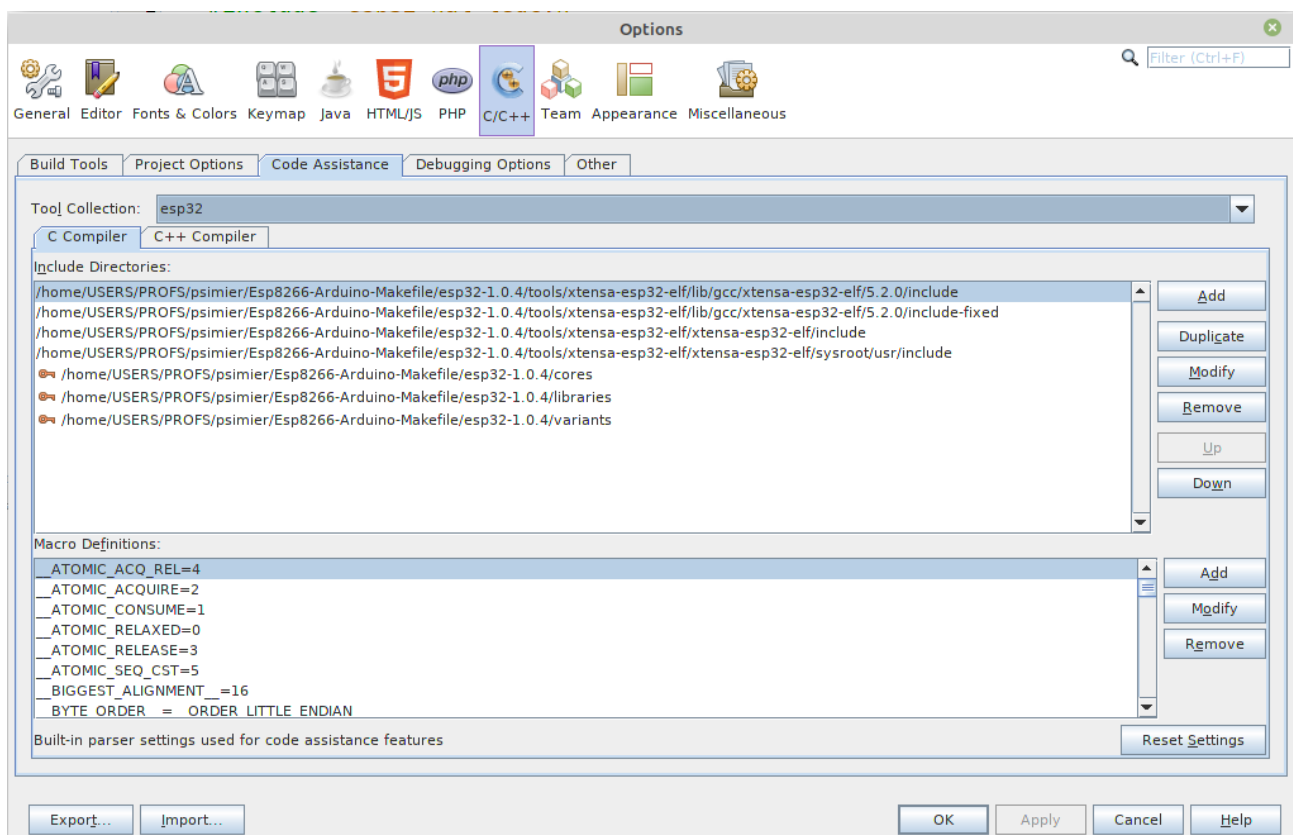 Options
Filter (Ctrl+F)
General Editor Fonts & Colors Keymap Java HTML/JS PHP C/C++ Team Appearance Miscellaneous
Build Tools Project Options Code Assistance Debugging Options Other
Tool Collection: esp32
C Compiler C++ Compiler
Include Directories:
/home/USERS/PROFS/psimier/Esp8266-Arduino-Makefile/esp32-1.0.4/tools/xtensa-esp32-elf/lib/gcc/xtensa-esp32-elf/5.2.0/include
/home/USERS/PROFS/psimier/Esp8266-Arduino-Makefile/esp32-1.0.4/tools/xtensa-esp32-elf/lib/gcc/xtensa-esp32-elf/5.2.0/include-fixed
/home/USERS/PROFS/psimier/Esp8266-Arduino-Makefile/esp32-1.0.4/tools/xtensa-esp32-elf/xtensa-esp32-elf/include
/home/USERS/PROFS/psimier/Esp8266-Arduino-Makefile/esp32-1.0.4/tools/xtensa-esp32-elf/xtensa-esp32-elf/sysroot/usr/include
/home/USERS/PROFS/psimier/Esp8266-Arduino-Makefile/esp32-1.0.4/cores
/home/USERS/PROFS/psimier/Esp8266-Arduino-Makefile/esp32-1.0.4/libraries
/home/USERS/PROFS/psimier/Esp8266-Arduino-Makefile/esp32-1.0.4/variants
Add
Duplicate
Modify
Remove
Up
Down
Macro Definitions:
__ATOMIC_ACQ_REL=4
__ATOMIC_ACQUIRE=2
__ATOMIC_CONSUME=1
__ATOMIC_RELAXED=0
__ATOMIC_RELEASE=3
__ATOMIC_SEQ_CST=5
__BIGGEST_ALIGNMENT__=16
__BYTE_ORDER__=__ORDER_LITTLE_ENDIAN__
Add
Modify
Remove
Built-in parser settings used for code assistance features
Reset Settings
Export... Import... OK Apply Cancel Help